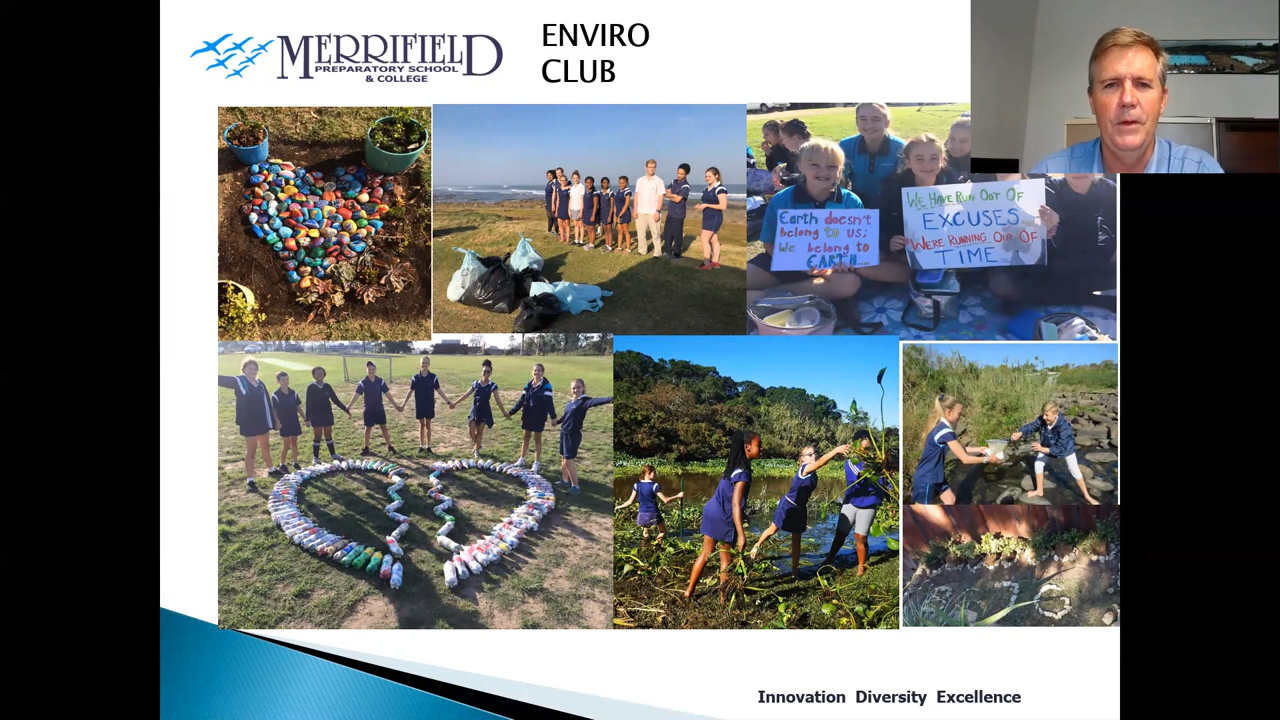 MERRIFIELD
PREPARATORY SCHOOL
& COLLEGE
ENVIRO
CLUB
Earth doesn't
belong to us;
We belong to
EARTH...
WE HAVE RUN OUT OF
EXCUSES AND
WE'RE RUNNING OUT OF
TIME...
Innovation Diversity Excellence